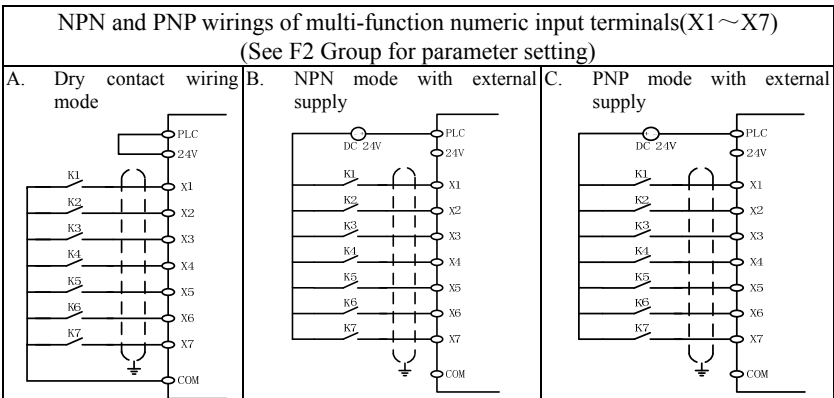 NPN and PNP wirings of multi-function numeric input terminals(X1～X7)
(See F2 Group for parameter setting)
A. Dry contact wiring mode
PLC
24V
K1
X1
K2
X2
K3
X3
K4
X4
K5
X5
K6
X6
K7
X7
COM
B. NPN mode with external supply
DC 24V
PLC
24V
K1
X1
K2
X2
K3
X3
K4
X4
K5
X5
K6
X6
K7
X7
COM
C. PNP mode with external supply
DC 24V
PLC
24V
K1
X1
K2
X2
K3
X3
K4
X4
K5
X5
K6
X6
K7
X7
COM